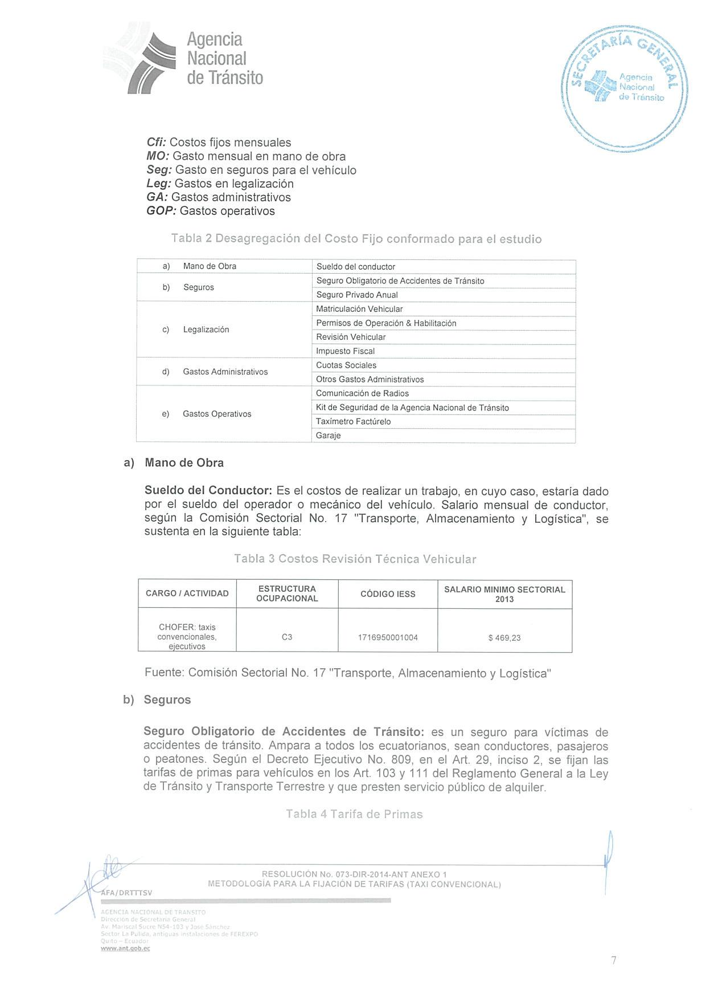 Agencia
Nacional
de Tránsito
SECRETARÍA GENERAL
Agencia
Nacional
de Tránsito
Cfi: Costos fijos mensuales
MO: Gasto mensual en mano de obra
Seg: Gasto en seguros para el vehículo
Leg: Gastos en legalización
GA: Gastos administrativos
GOP: Gastos operativos
Tabla 2 Desagregación del Costo Fijo conformado para el estudio
a) Mano de Obra
Sueldo del conductor
b) Seguros
Seguro Obligatorio de Accidentes de Tránsito
Seguro Privado Anual
c) Legalización
Matriculación Vehicular
Permisos de Operación & Habilitación
Revisión Vehicular
Impuesto Fiscal
d) Gastos Administrativos
Cuotas Sociales
Otros Gastos Administrativos
e) Gastos Operativos
Comunicación de Radios
Kit de Seguridad de la Agencia Nacional de Tránsito
Taxímetro Factúrelo
Garaje
a) Mano de Obra
Sueldo del Conductor: Es el costos de realizar un trabajo, en cuyo caso, estaría dado
por el sueldo del operador o mecánico del vehículo. Salario mensual de conductor,
según la Comisión Sectorial No. 17 "Transporte, Almacenamiento y Logística", se
sustenta en la siguiente tabla:
Tabla 3 Costos Revisión Técnica Vehicular
CARGO / ACTIVIDAD
ESTRUCTURA
OCUPACIONAL
CÓDIGO IESS
SALARIO MINIMO SECTORIAL
2013
CHOFER: taxis
convencionales,
ejecutivos
C3
1716950001004
$ 469,23
Fuente: Comisión Sectorial No. 17 "Transporte, Almacenamiento y Logística"
b) Seguros
Seguro Obligatorio de Accidentes de Tránsito: es un seguro para víctimas de
accidentes de tránsito. Ampara a todos los ecuatorianos, sean conductores, pasajeros
o peatones. Según el Decreto Ejecutivo No. 809, en el Art. 29, inciso 2, se fijan las
tarifas de primas para vehículos en los Art. 103 y 111 del Reglamento General a la Ley
de Tránsito y Transporte Terrestre y que presten servicio público de alquiler.
Tabla 4 Tarifa de Primas
RESOLUCIÓN No. 073-DIR-2014-ANT ANEXO 1
METODOLOGÍA PARA LA FIJACIÓN DE TARIFAS (TAXI CONVENCIONAL)
AFA/DRTTTSV
AGENCIA NACIONAL DE TRANSITO
Dirección de Secretaria General
Av. Mariscal Sucre N54-103 y José Sánchez
Sector La Pulida, antiguas instalaciones de FEREXPO
Quito – Ecuador
www.ant.gob.ec
7